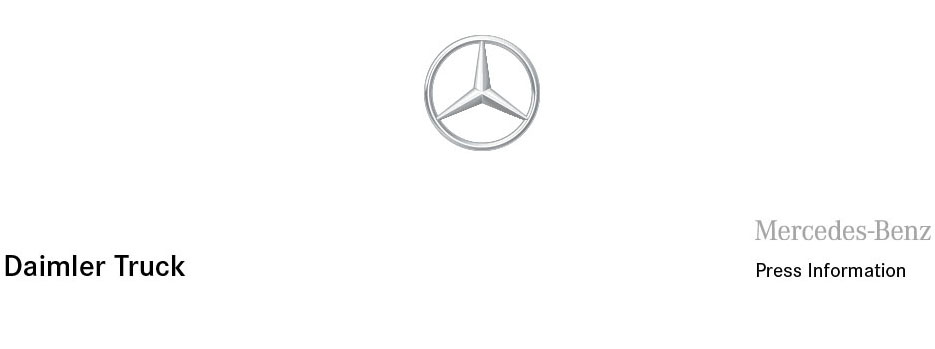 Mercedes-Benz
Daimler Truck
Press Information